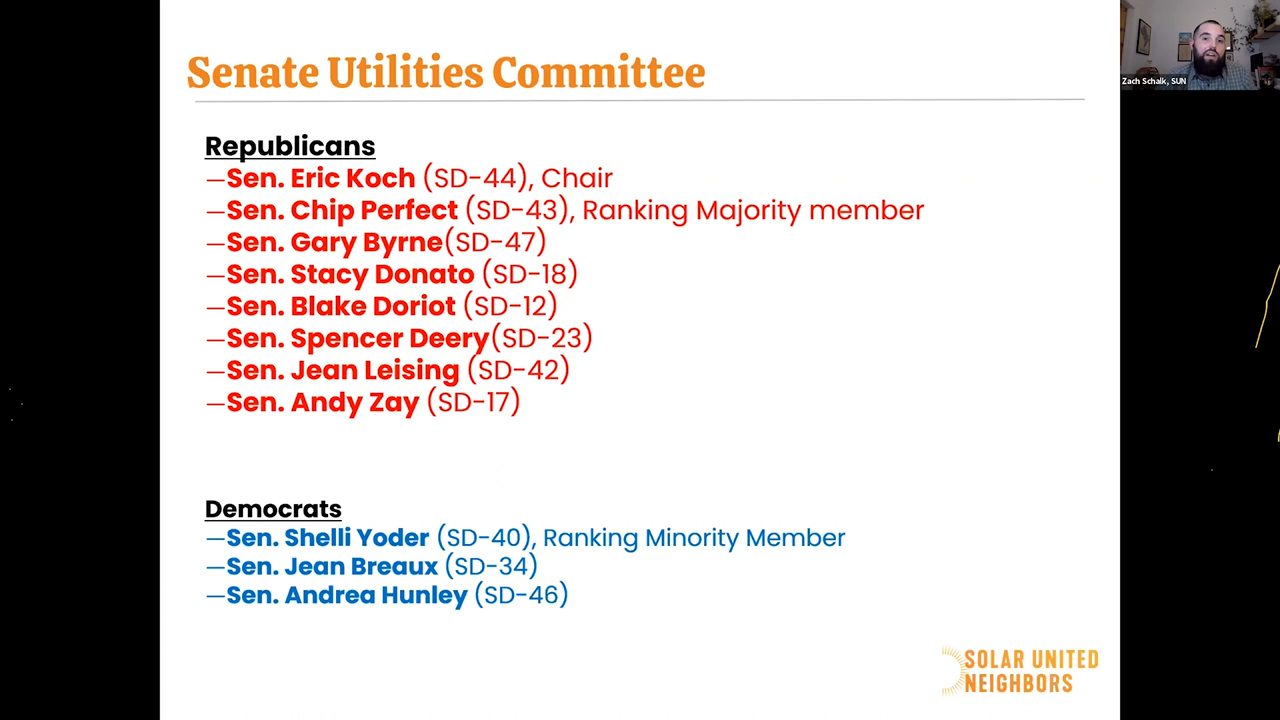 Senate Utilities Committee
Zach Schalk, SUN
Republicans
—Sen. Eric Koch (SD-44), Chair
—Sen. Chip Perfect (SD-43), Ranking Majority member
—Sen. Gary Byrne(SD-47)
—Sen. Stacy Donato (SD-18)
—Sen. Blake Doriot (SD-12)
—Sen. Spencer Deery(SD-23)
—Sen. Jean Leising (SD-42)
—Sen. Andy Zay (SD-17)
Democrats
—Sen. Shelli Yoder (SD-40), Ranking Minority Member
—Sen. Jean Breaux (SD-34)
—Sen. Andrea Hunley (SD-46)
SOLAR UNITED
NEIGHBORS